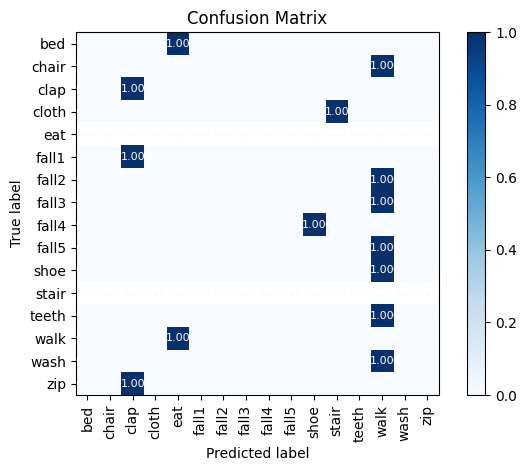 Confusion Matrix
True label
bed 1.00
chair 1.00
clap 1.00
cloth 1.00
eat
fall1 1.00
fall2 1.00
fall3 1.00
fall4 1.00
fall5 1.00
shoe 1.00
stair
teeth 1.00
walk 1.00
wash 1.00
zip 1.00
bed chair clap cloth eat fall1 fall2 fall3 fall4 fall5 shoe stair teeth walk wash zip
Predicted label
1.0
0.8
0.6
0.4
0.2
0.0